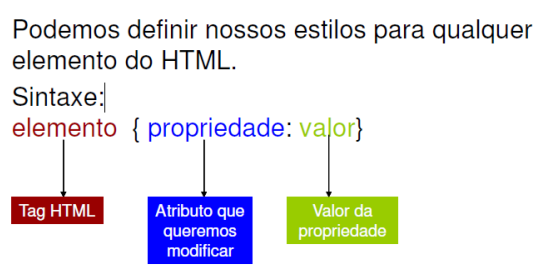 Podemos definir nossos estilos para qualquer
elemento do HTML.
Sintaxe:
elemento { propriedade: valor}
Tag HTML
Atributo que
queremos
modificar
Valor da
propriedade